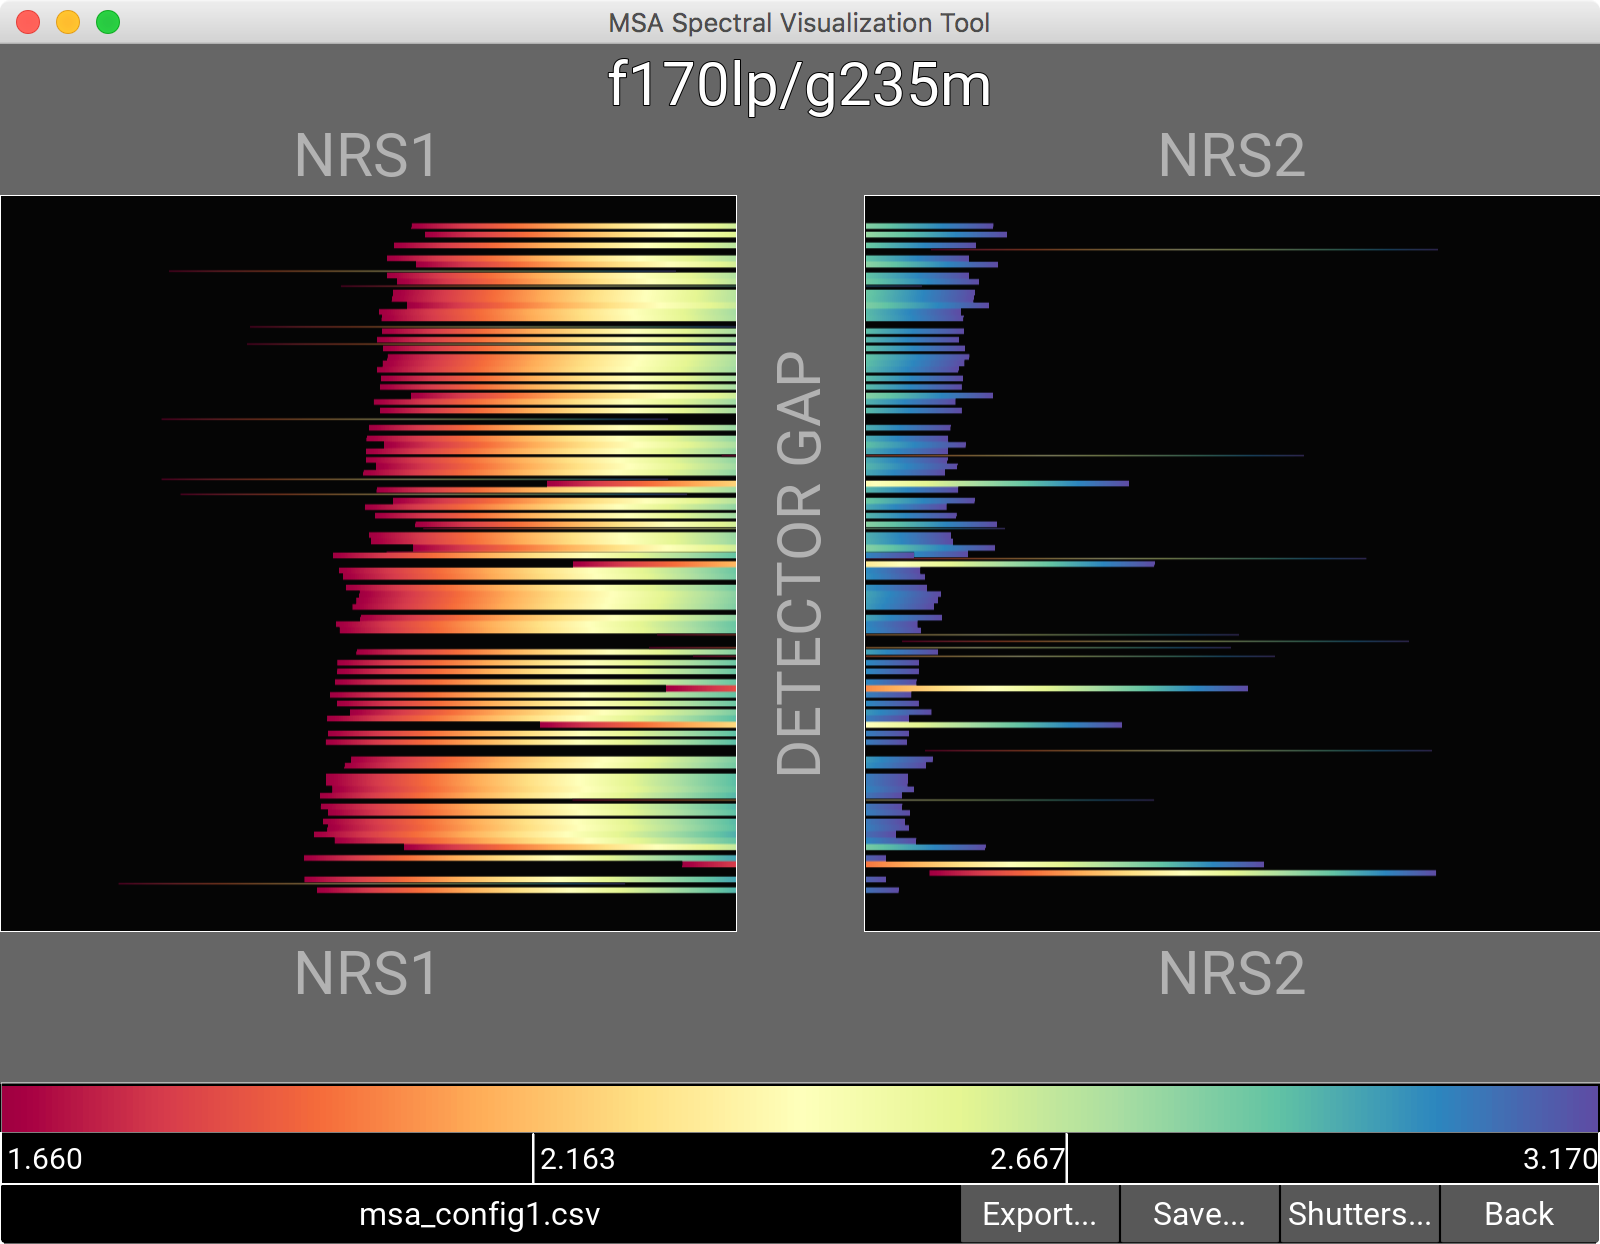 MSA Spectral Visualization Tool
f170lp/g235m
NRS1
NRS2
DETECTOR GAP
NRS1
NRS2
1.660
2.163
2.667
3.170
msa_config1.csv
Export...
Save...
Shutters...
Back